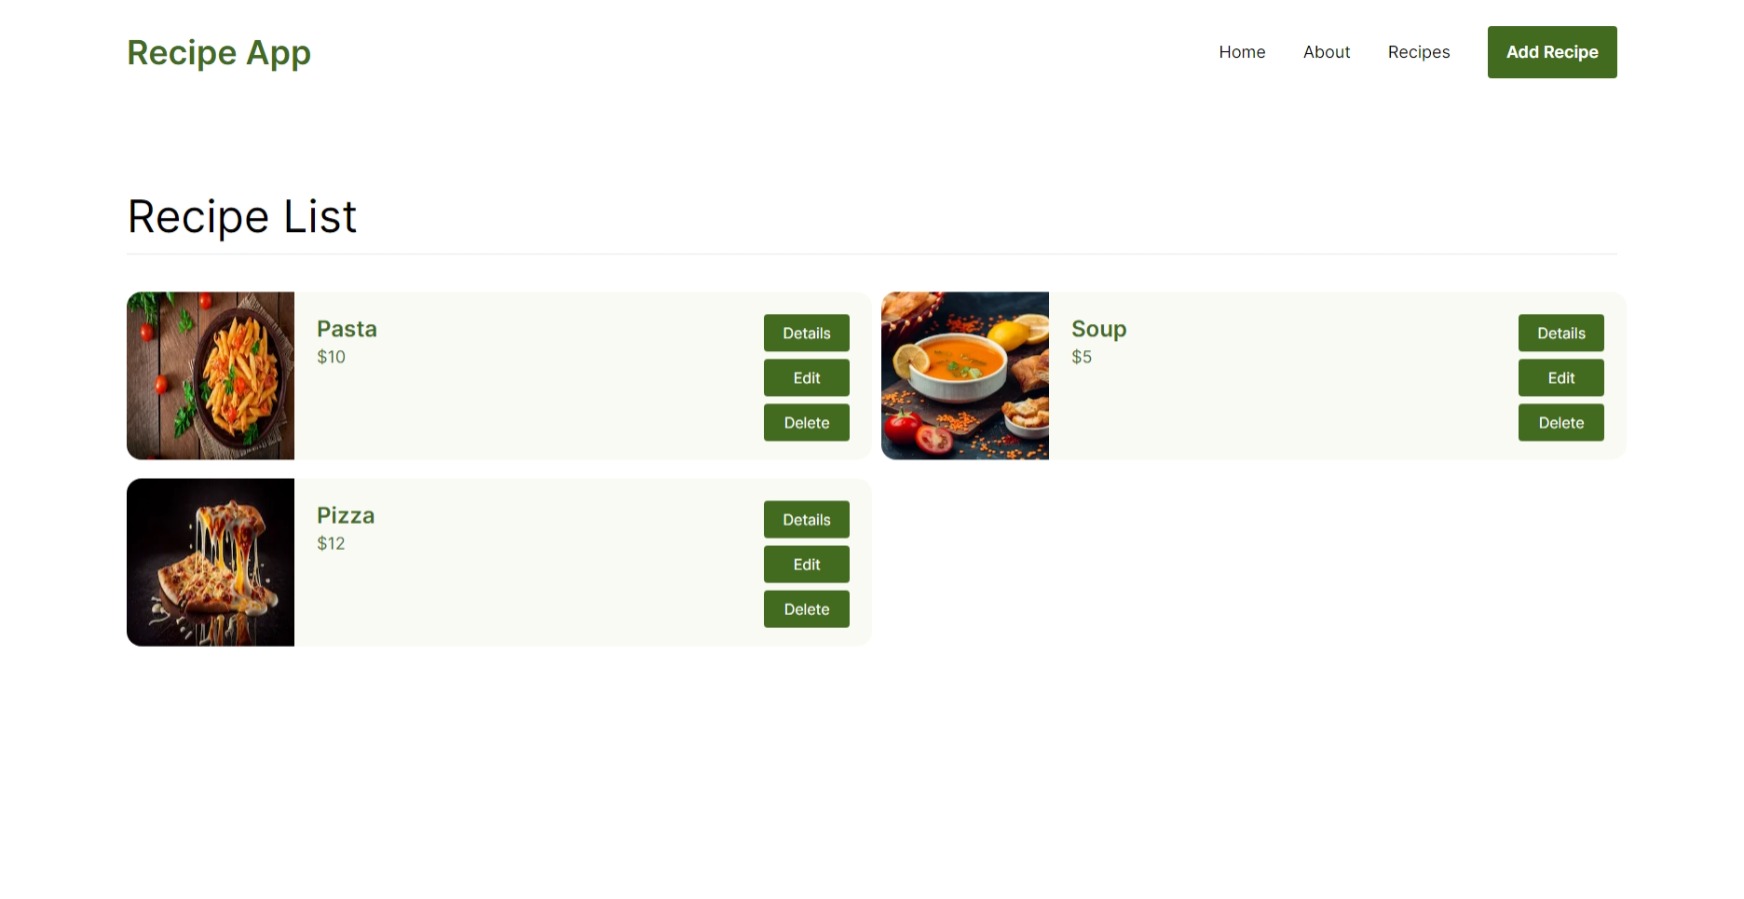 Recipe App
Home About Recipes Add Recipe
Recipe List
Pasta
$10
Details
Edit
Delete
Soup
$5
Details
Edit
Delete
Pizza
$12
Details
Edit
Delete